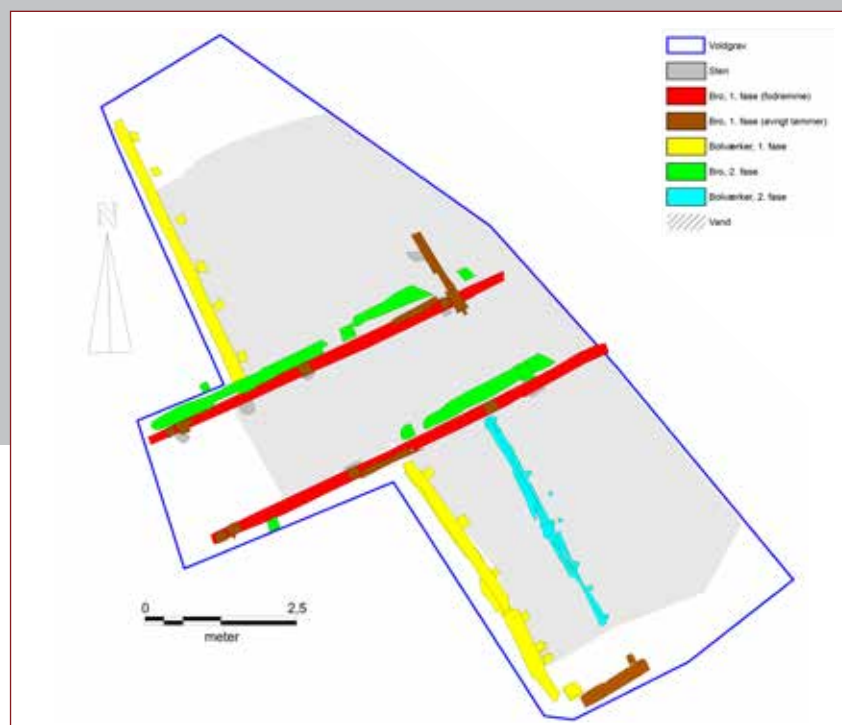 Voldgrav
Sten
Bro, 1. fase (fodremme)
Bro, 1. fase (øvrigt tømmer)
Bolværker, 1. fase
Bro, 2. fase
Bolværker, 2. fase
Vand
N
0 2,5
meter